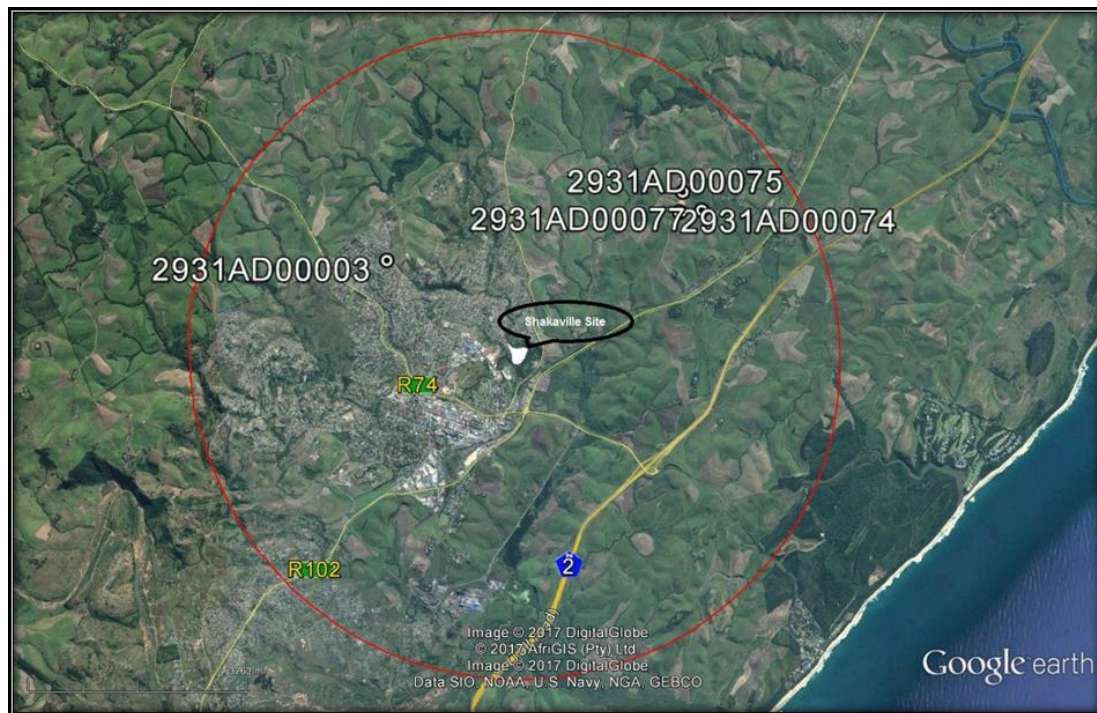 2931AD00075
2931AD00077
2931AD00074
2931AD00003
Shakaville Site
R74
R102
2
Image © 2017 DigitalGlobe
© 2017 AfriGIS (Pty) Ltd
Image © 2017 DigitalGlobe
Data SIO, NOAA, U.S. Navy, NGA, GEBCO
Google earth